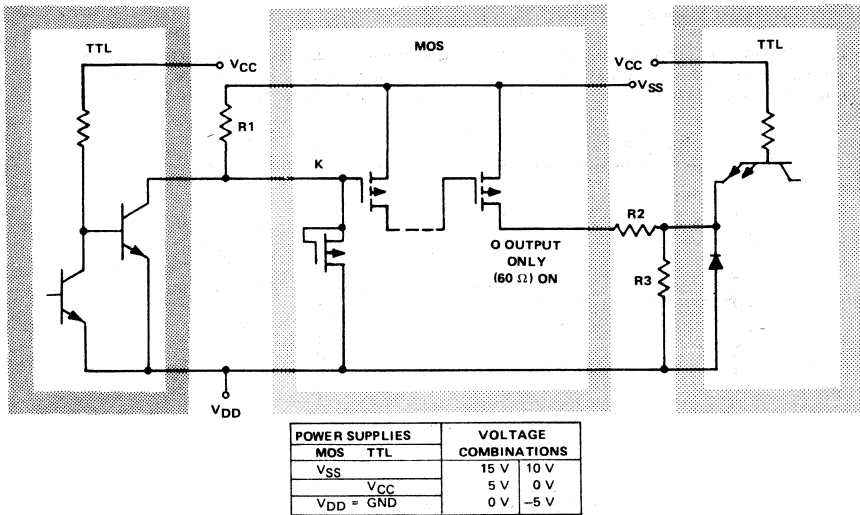 TTL
MOS
TTL
VCC
VCC
VSS
R1
K
R2
O OUTPUT
ONLY
(60 Ω) ON
R3
VDD
POWER SUPPLIES VOLTAGE
MOS TTL COMBINATIONS
VSS 15 V 10 V
VCC 5 V 0 V
VDD = GND 0 V −5 V